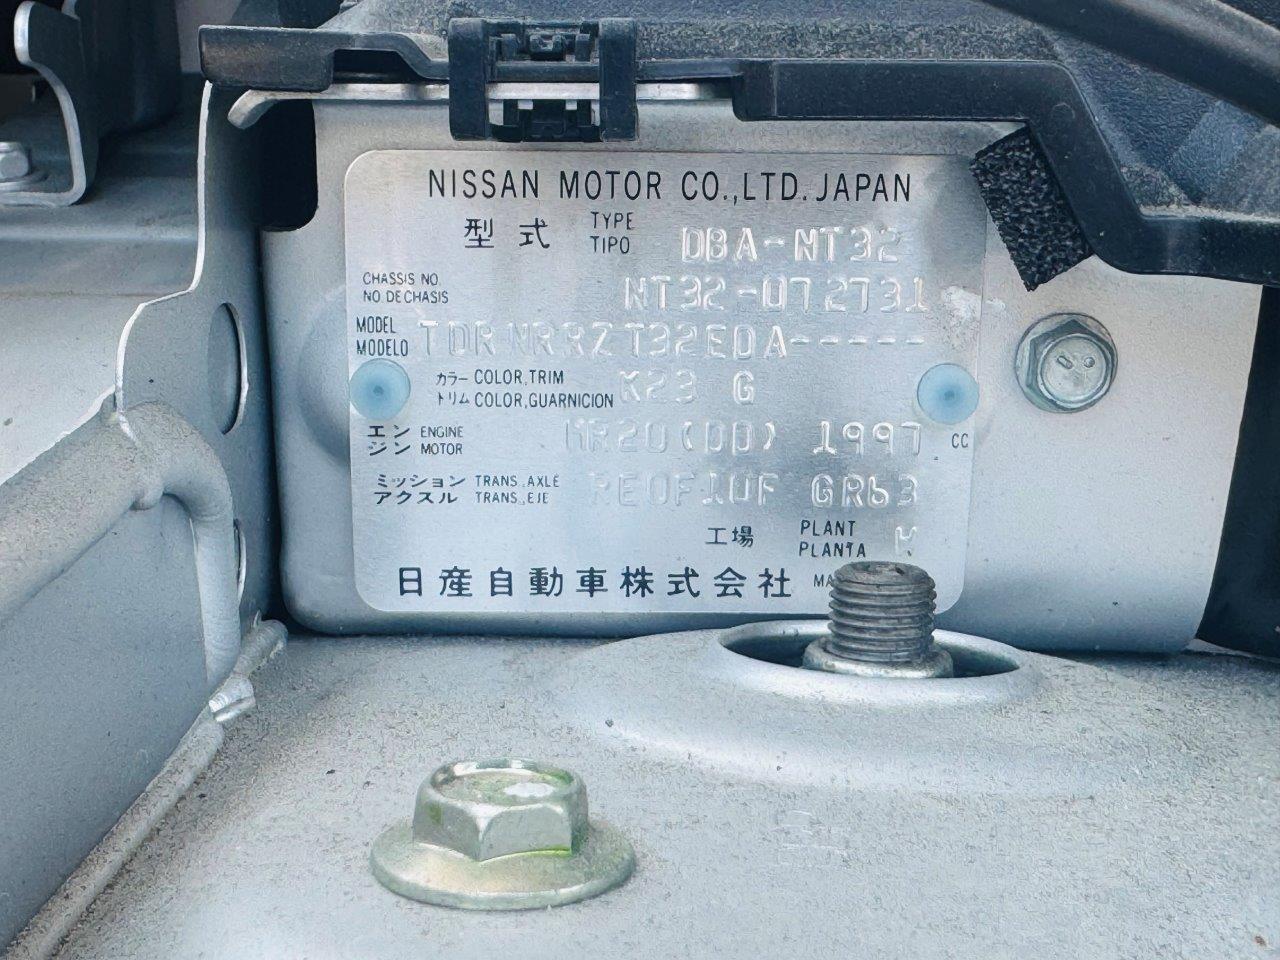 NISSAN MOTOR CO.,LTD. JAPAN
型式 TYPE TIPO DBA-NT32
CHASSIS NO. NO. DE CHASIS NT32-072731
MODEL MODELO TDRNRRZT32EDA-----
カラー COLOR,TRIM トリム COLOR,GUARNICION K23 G
エンジン ENGINE MOTOR MR20(DD) 1997 CC
ミッション TRANS.AXLE アクスル TRANS.EJE RE0F10F GR63
工場 PLANT PLANTA
日産自動車株式会社